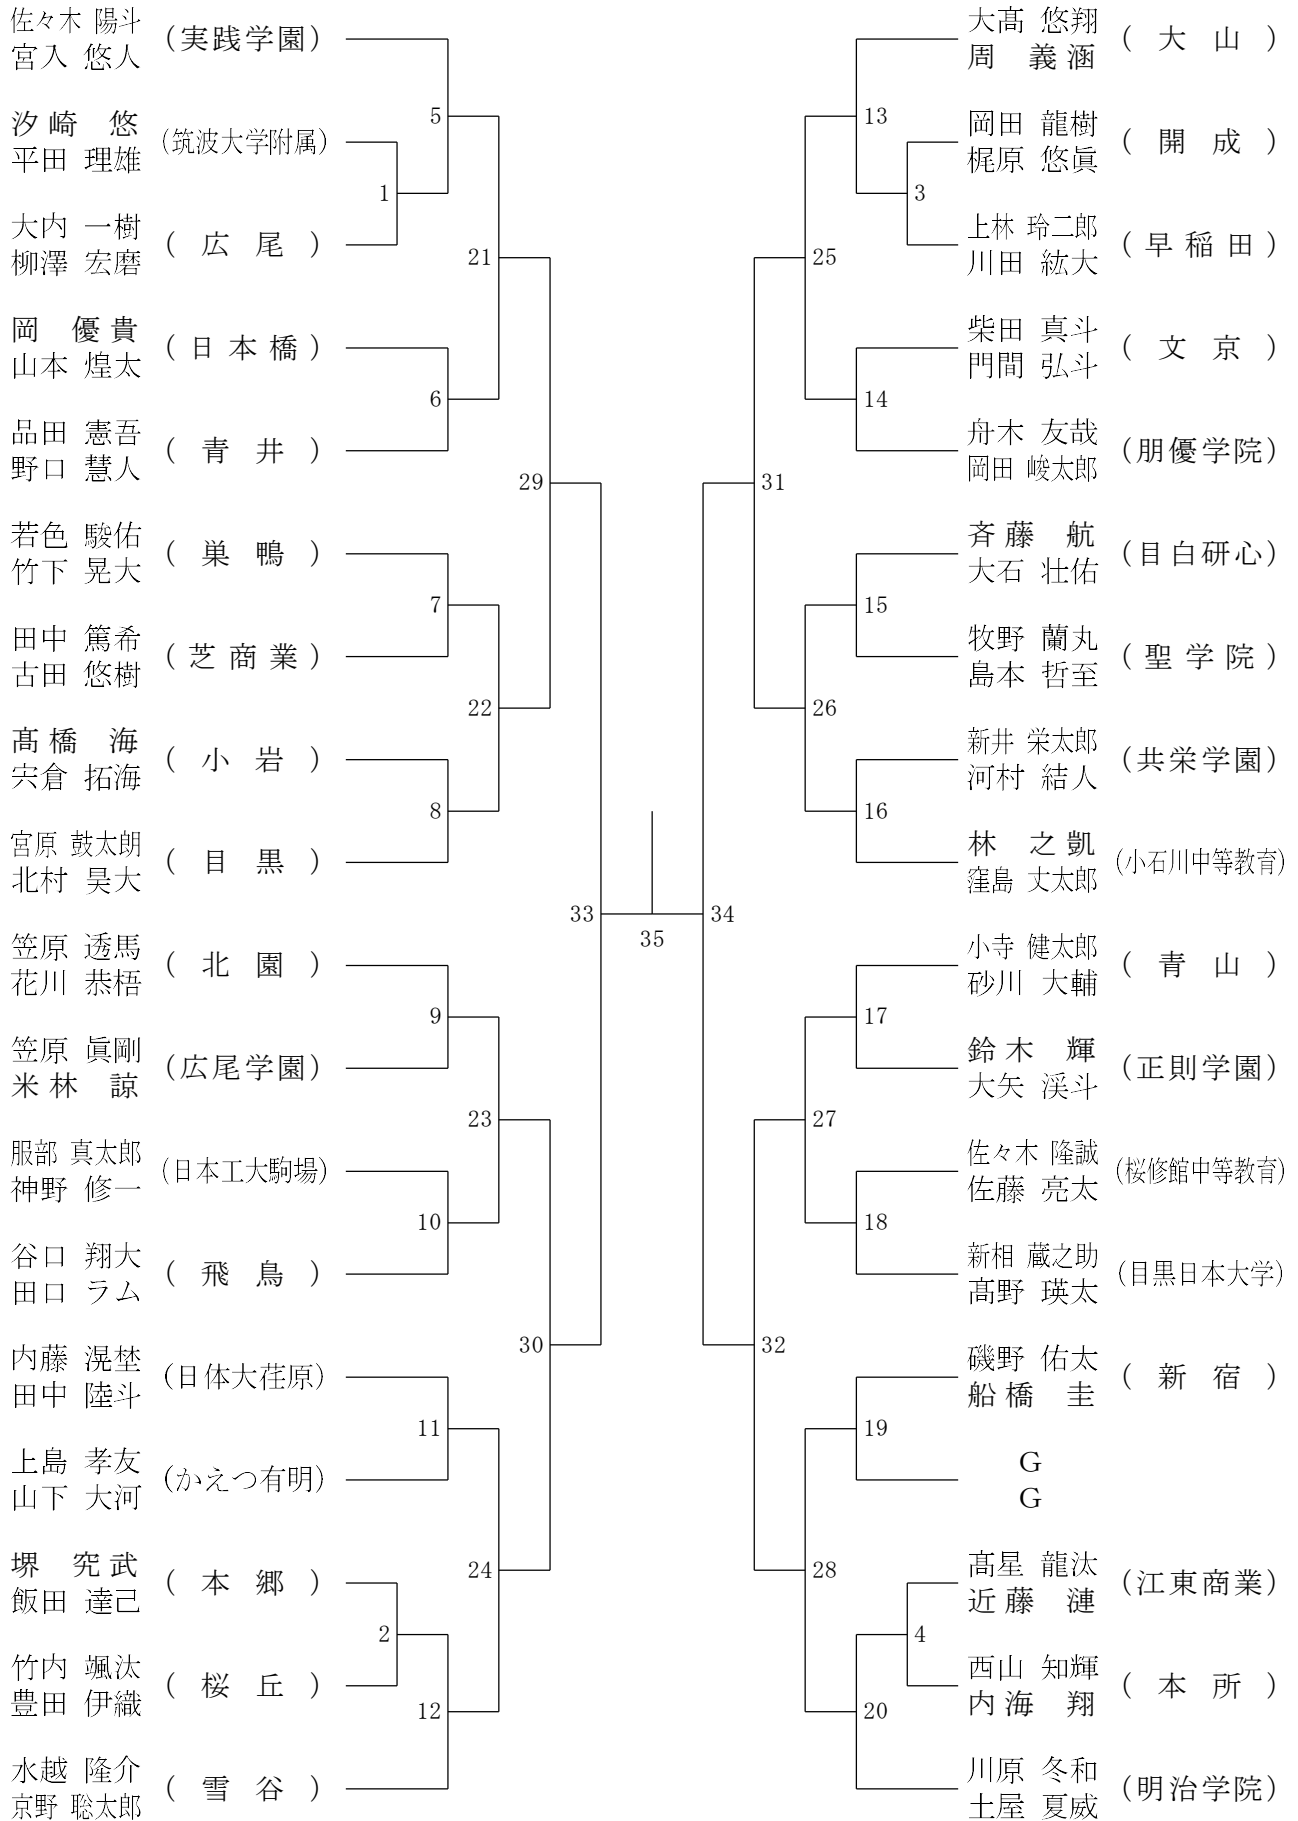 佐々木 陽斗
宮入 悠人
(実践学園)
汐崎 悠
平田 理雄
(筑波大学附属)
大内 一樹
柳澤 宏磨
(広尾)
岡 優貴
山本 煌太
(日本橋)
品田 憲吾
野口 慧人
(青井)
若色 駿佑
竹下 晃大
(巣鴨)
田中 篤希
古田 悠樹
(芝商業)
髙橋 海
宍倉 拓海
(小岩)
宮原 鼓太朗
北村 昊大
(目黒)
笠原 透馬
花川 恭梧
(北園)
笠原 眞剛
米林 諒
(広尾学園)
服部 真太郎
神野 修一
(日本工大駒場)
谷口 翔大
田口 ラム
(飛鳥)
内藤 滉埜
田中 陸斗
(日体大荏原)
上島 孝友
山下 大河
(かえつ有明)
堺 究武
飯田 達己
(本郷)
竹内 颯汰
豊田 伊織
(桜丘)
水越 隆介
京野 聡太郎
(雪谷)
1
2
5
6
7
8
9
10
11
12
21
22
23
24
29
30
33
35
34
31
32
25
26
27
28
13
14
15
16
17
18
19
20
3
4
大髙 悠翔
周 義涵
(大山)
岡田 龍樹
梶原 悠眞
(開成)
上林 玲二郎
川田 紘大
(早稲田)
柴田 真斗
門間 弘斗
(文京)
舟木 友哉
岡田 峻太郎
(朋優学院)
斉藤 航
大石 壮佑
(目白研心)
牧野 蘭丸
島本 哲至
(聖学院)
新井 栄太郎
河村 結人
(共栄学園)
林 之凱
窪島 丈太郎
(小石川中等教育)
小寺 健太郎
砂川 大輔
(青山)
鈴木 輝
大矢 渓斗
(正則学園)
佐々木 隆誠
佐藤 亮太
(桜修館中等教育)
新相 蔵之助
髙野 瑛太
(目黒日本大学)
磯野 佑太
船橋 圭
(新宿)
G
G
髙星 龍汰
近藤 漣
(江東商業)
西山 知輝
内海 翔
(本所)
川原 冬和
土屋 夏威
(明治学院)